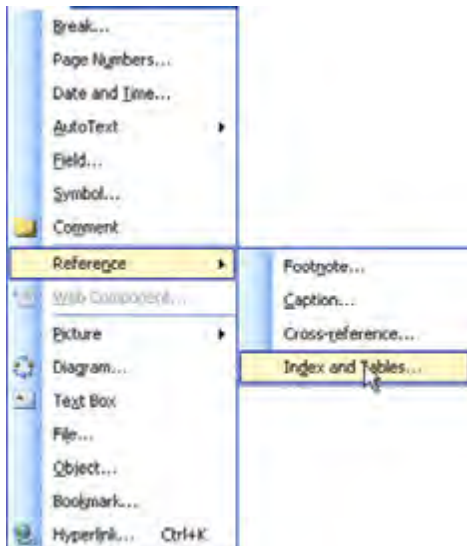 Break...
Page Numbers...
Date and Time...
AutoText
Field...
Symbol...
Comment
Reference
Web Component...
Picture
Diagram...
Text Box
File...
Object...
Bookmark...
Hyperlink... Ctrl+K
Footnote...
Caption...
Cross-reference...
Index and Tables...